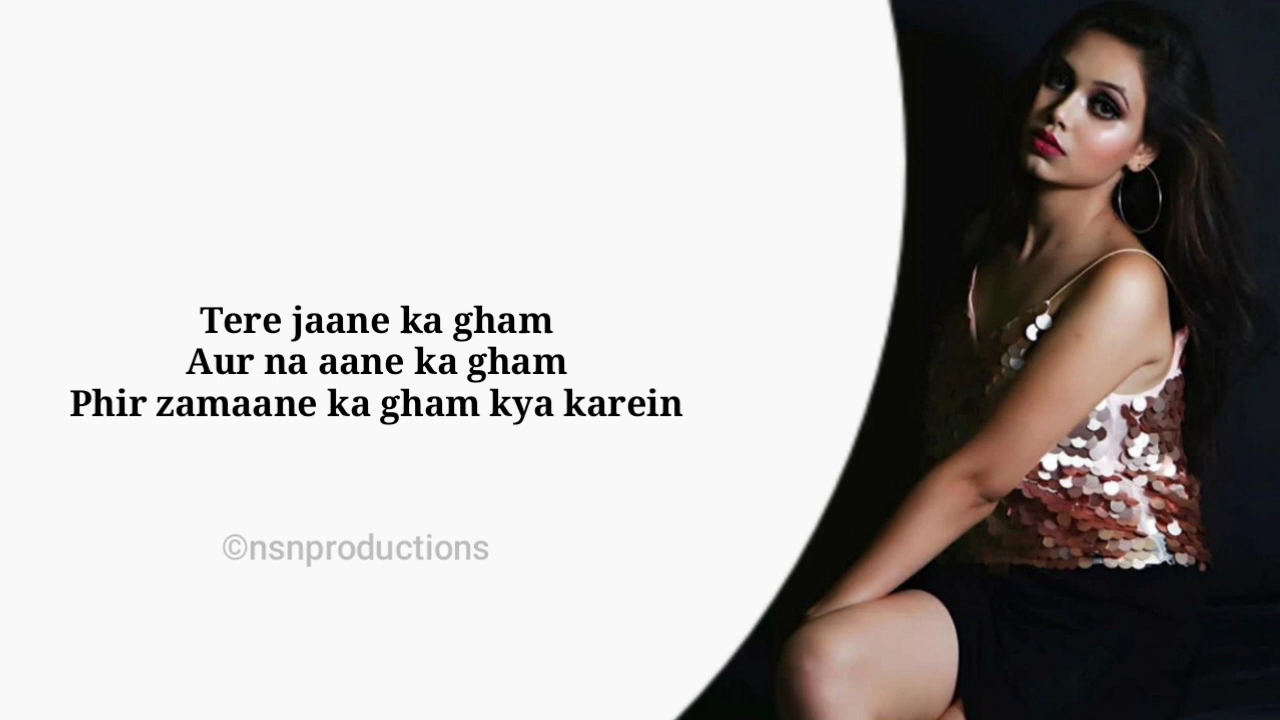 Tere jaane ka gham
Aur na aane ka gham
Phir zamaane ka gham kya karein
©nsnproductions